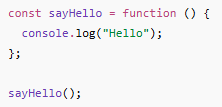 const sayHello = function () {
  console.log("Hello");
};

sayHello();